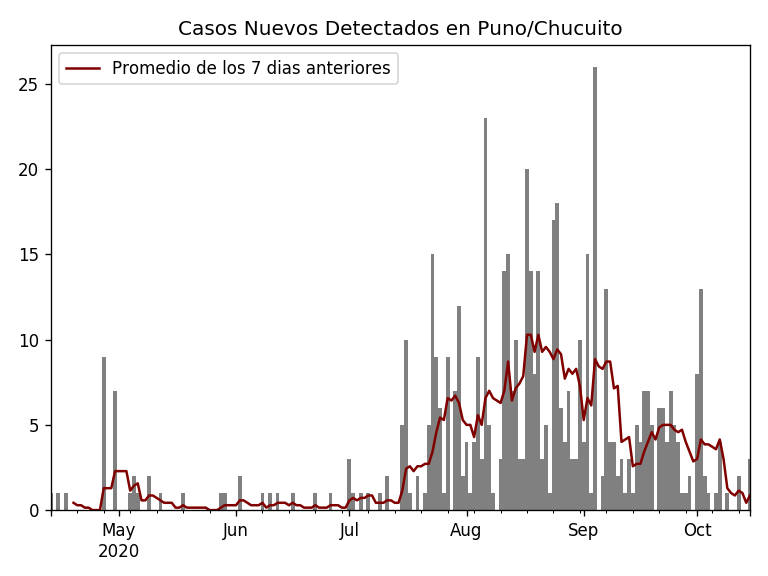 Casos Nuevos Detectados en Puno/Chucuito
Promedio de los 7 dias anteriores
25
20
15
10
5
0
May Jun Jul Aug Sep Oct
2020